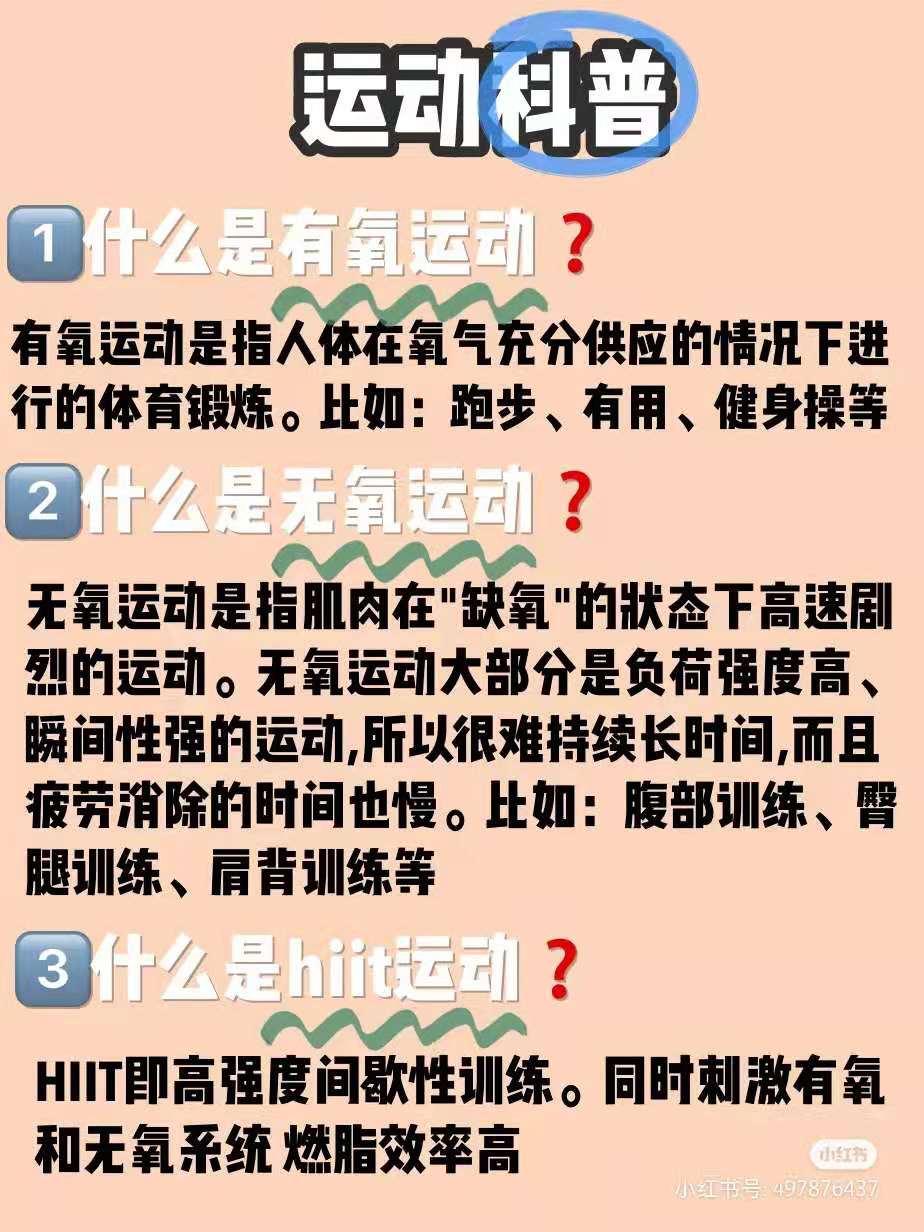 运动科普
1什么是有氧运动❓
有氧运动是指人体在氧气充分供应的情况下进
行的体育锻炼。比如：跑步、有用、健身操等
2什么是无氧运动❓
无氧运动是指肌肉在"缺氧"的状态下高速剧
烈的运动。无氧运动大部分是负荷强度高、
瞬间性强的运动,所以很难持续长时间,而且
疲劳消除的时间也慢。比如：腹部训练、臀
腿训练、肩背训练等
3什么是hiit运动❓
HIIT即高强度间歇性训练。同时刺激有氧
和无氧系统 燃脂效率高
小红书
小红书号: 497876437